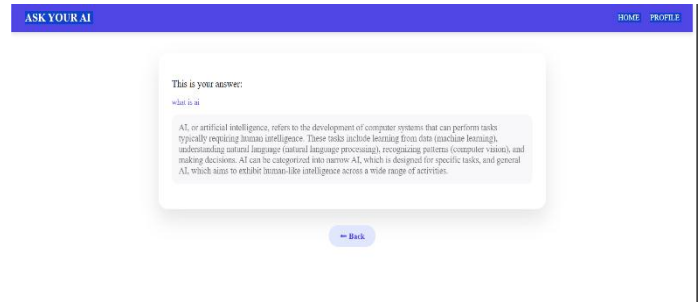 ASK YOUR AI
HOME PROFILE
This is your answer:
what is ai
AI, or artificial intelligence, refers to the development of computer systems that can perform tasks
typically requiring human intelligence. These tasks include learning from data (machine learning),
understanding natural language (natural language processing), recognizing patterns (computer vision), and
making decisions. AI can be categorized into narrow AI, which is designed for specific tasks, and general
AI, which aims to exhibit human-like intelligence across a wide range of activities.
⬅ Back